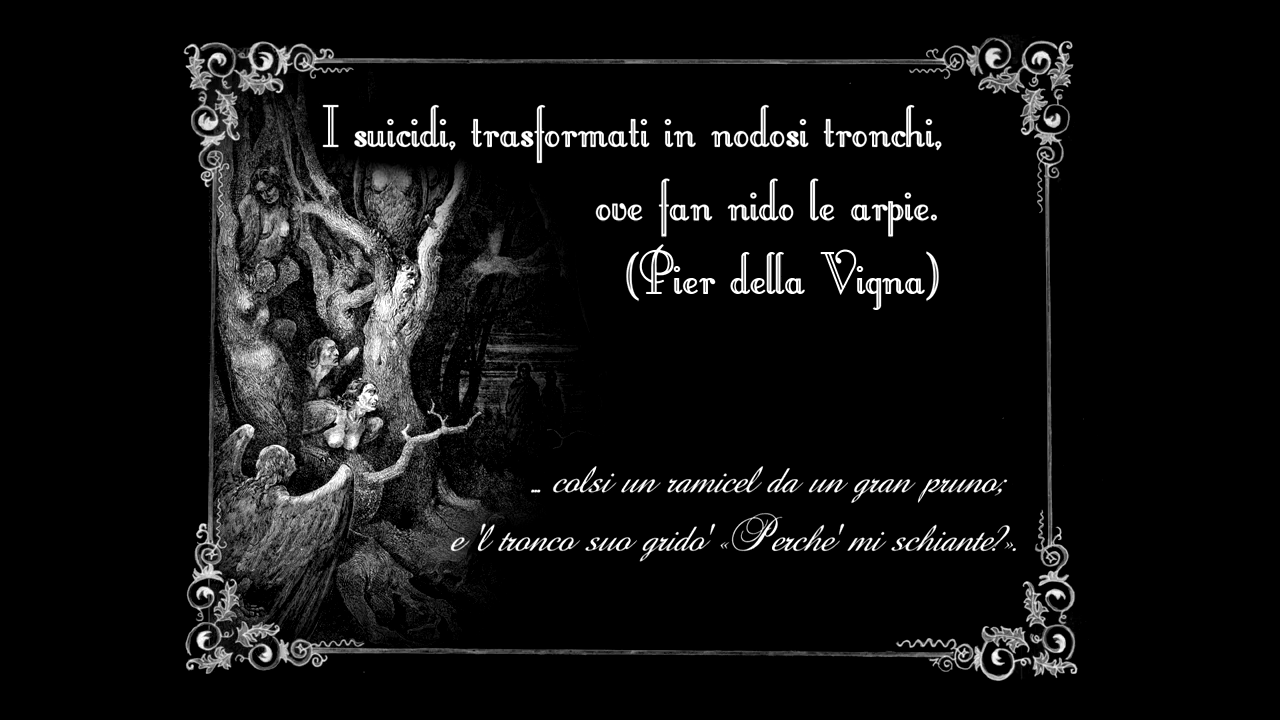 I suicidi, trasformati in nodosi tronchi,
ove fan nido le arpie.
(Pier della Vigna)
... colsi un ramicel da un gran pruno;
e 'l tronco suo grido' «Perche' mi schiante?».